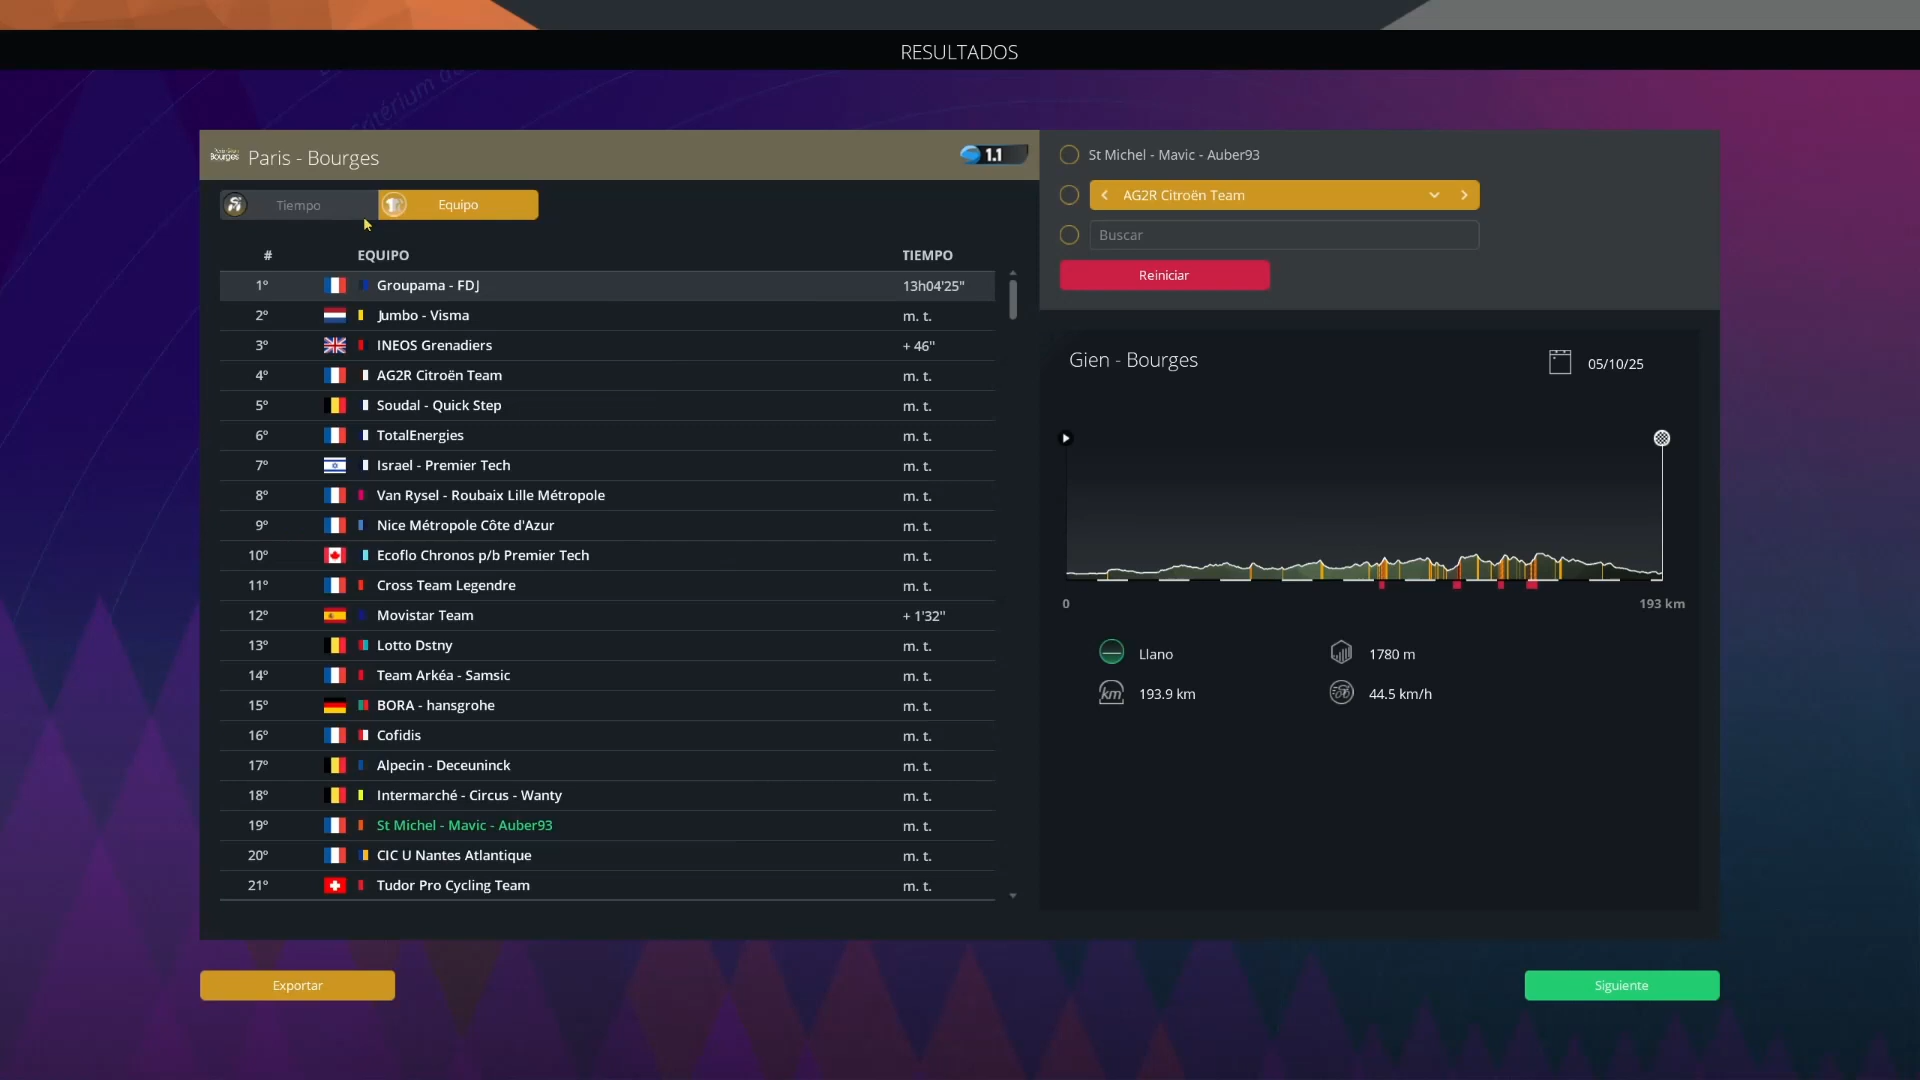 RESULTADOS
Paris - Bourges
1.1
Tiempo
Equipo
# EQUIPO TIEMPO
1º Groupama - FDJ 13h04'25"
2º Jumbo - Visma m. t.
3º INEOS Grenadiers + 46"
4º AG2R Citroën Team m. t.
5º Soudal - Quick Step m. t.
6º TotalEnergies m. t.
7º Israel - Premier Tech m. t.
8º Van Rysel - Roubaix Lille Métropole m. t.
9º Nice Métropole Côte d'Azur m. t.
10º Ecoflo Chronos p/b Premier Tech m. t.
11º Cross Team Legendre m. t.
12º Movistar Team + 1'32"
13º Lotto Dstny m. t.
14º Team Arkéa - Samsic m. t.
15º BORA - hansgrohe m. t.
16º Cofidis m. t.
17º Alpecin - Deceuninck m. t.
18º Intermarché - Circus - Wanty m. t.
19º St Michel - Mavic - Auber93 m. t.
20º CIC U Nantes Atlantique m. t.
21º Tudor Pro Cycling Team m. t.
St Michel - Mavic - Auber93
AG2R Citroën Team
Buscar
Reiniciar
Gien - Bourges
05/10/25
0
193 km
Llano
1780 m
km
193.9 km
44.5 km/h
Exportar
Siguiente